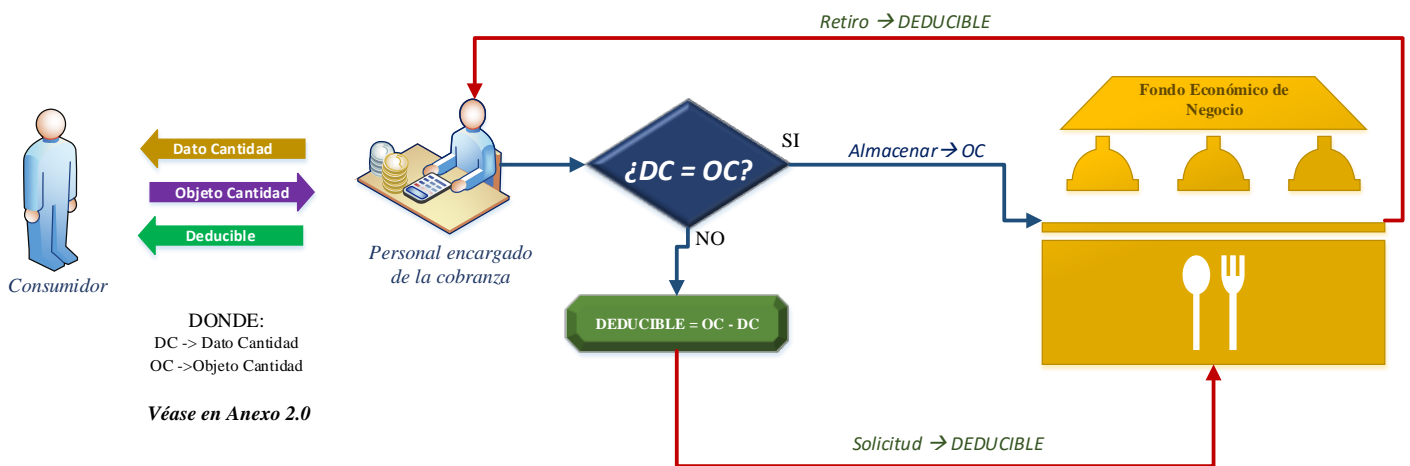 Retiro → DEDUCIBLE
Fondo Económico de
Negocio
Dato Cantidad
Objeto Cantidad
Deducible
Consumidor
Personal encargado
de la cobranza
¿DC = OC?
SI
Almacenar → OC
NO
DEDUCIBLE = OC - DC
DONDE:
DC -> Dato Cantidad
OC ->Objeto Cantidad
Véase en Anexo 2.0
Solicitud → DEDUCIBLE